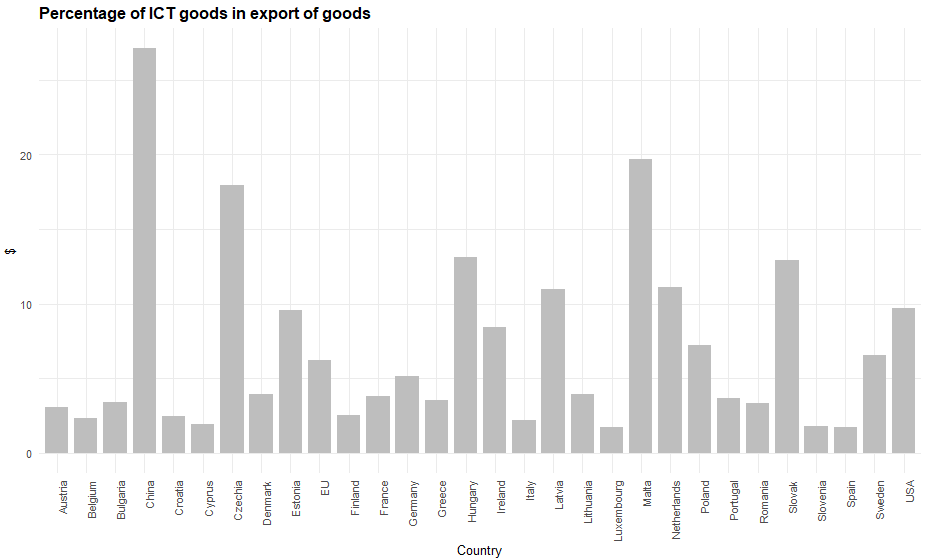 Percentage of ICT goods in export of goods
$
20
10
0
Austria
Belgium
Bulgaria
China
Croatia
Cyprus
Czechia
Denmark
Estonia
EU
Finland
France
Germany
Greece
Hungary
Ireland
Italy
Latvia
Lithuania
Luxembourg
Malta
Netherlands
Poland
Portugal
Romania
Slovak
Slovenia
Spain
Sweden
USA
Country